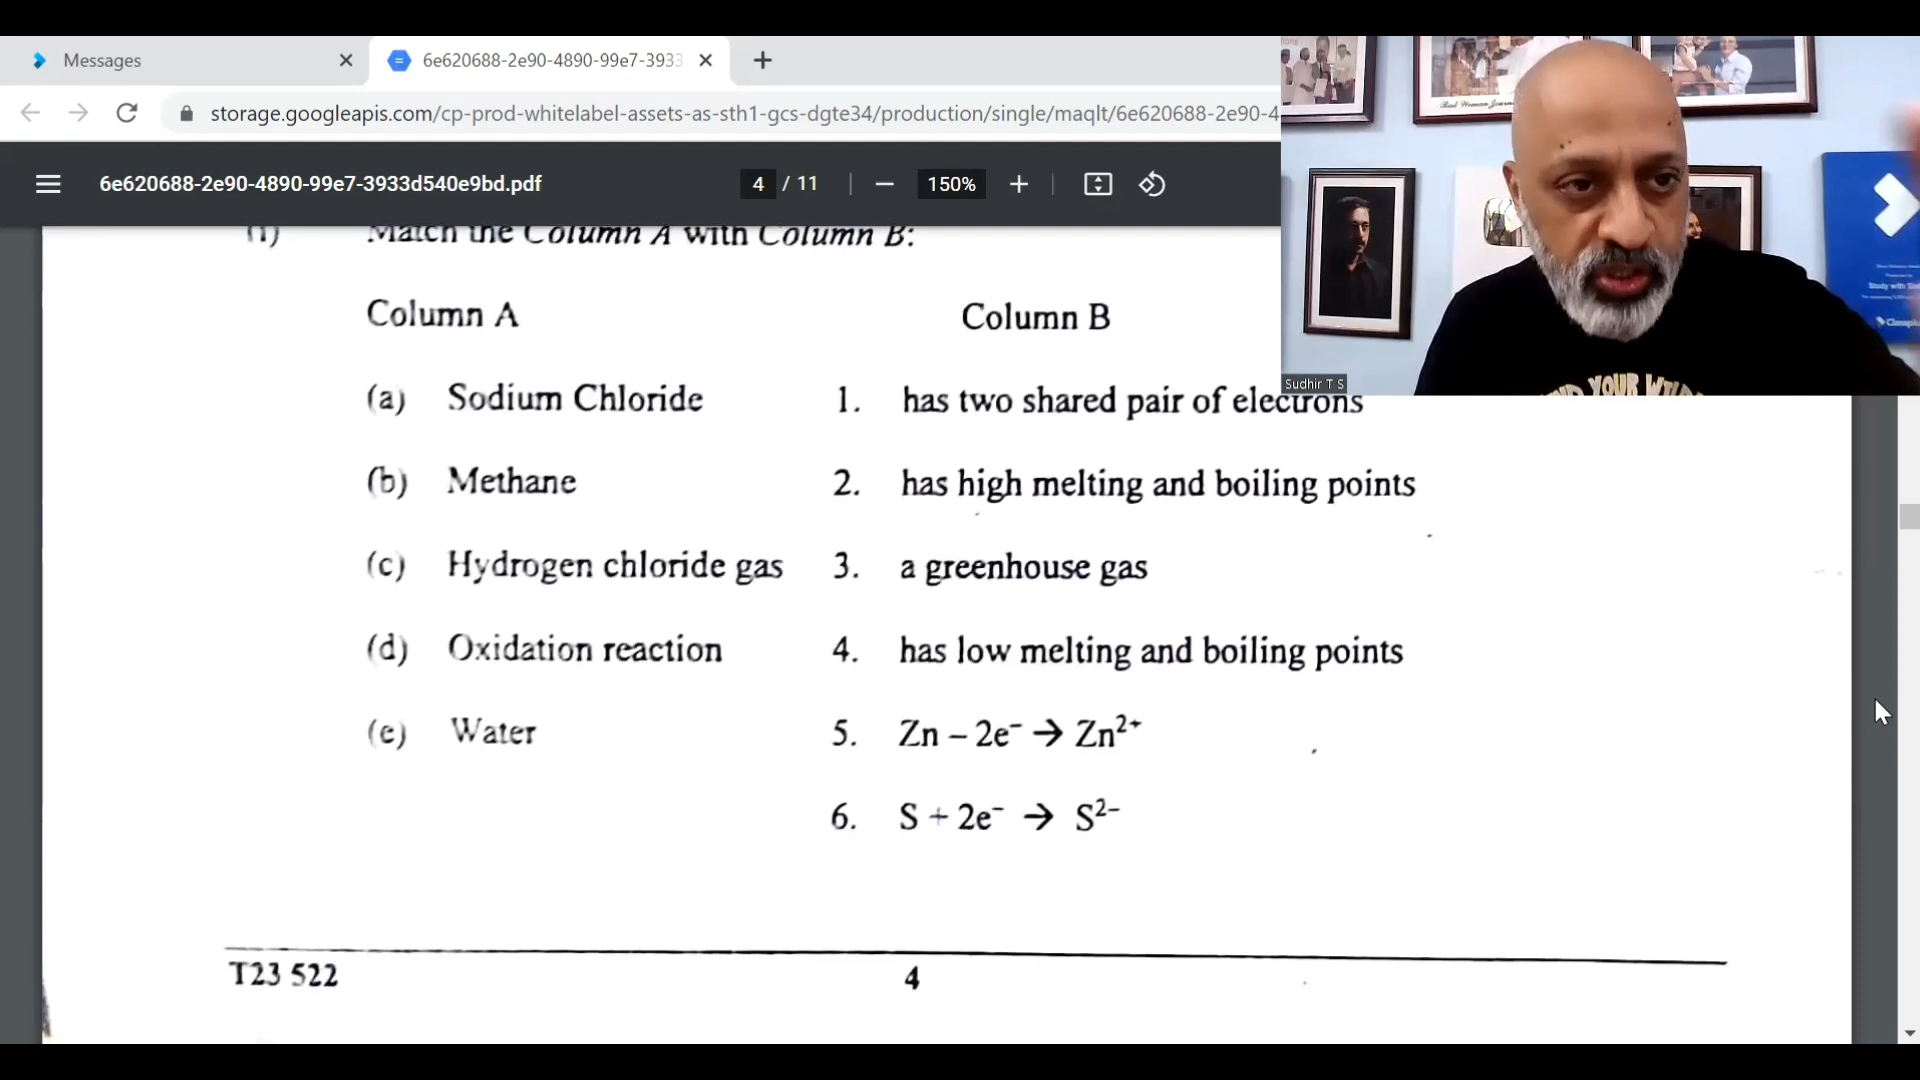 Messages
6e620688-2e90-4890-99e7-3933
storage.googleapis.com/cp-prod-whitelabel-assets-as-sth1-gcs-dgte34/production/single/maqlt/6e620688-2e90-4
6e620688-2e90-4890-99e7-3933d540e9bd.pdf
4 / 11
150%
Match the Column A with Column B:
Column A
Column B
(a) Sodium Chloride
1. has two shared pair of electrons
(b) Methane
2. has high melting and boiling points
(c) Hydrogen chloride gas
3. a greenhouse gas
(d) Oxidation reaction
4. has low melting and boiling points
(e) Water
5. Zn – 2e⁻ → Zn²⁺
6. S + 2e⁻ → S²⁻
T23 522
4
Sudhir T S
Study with